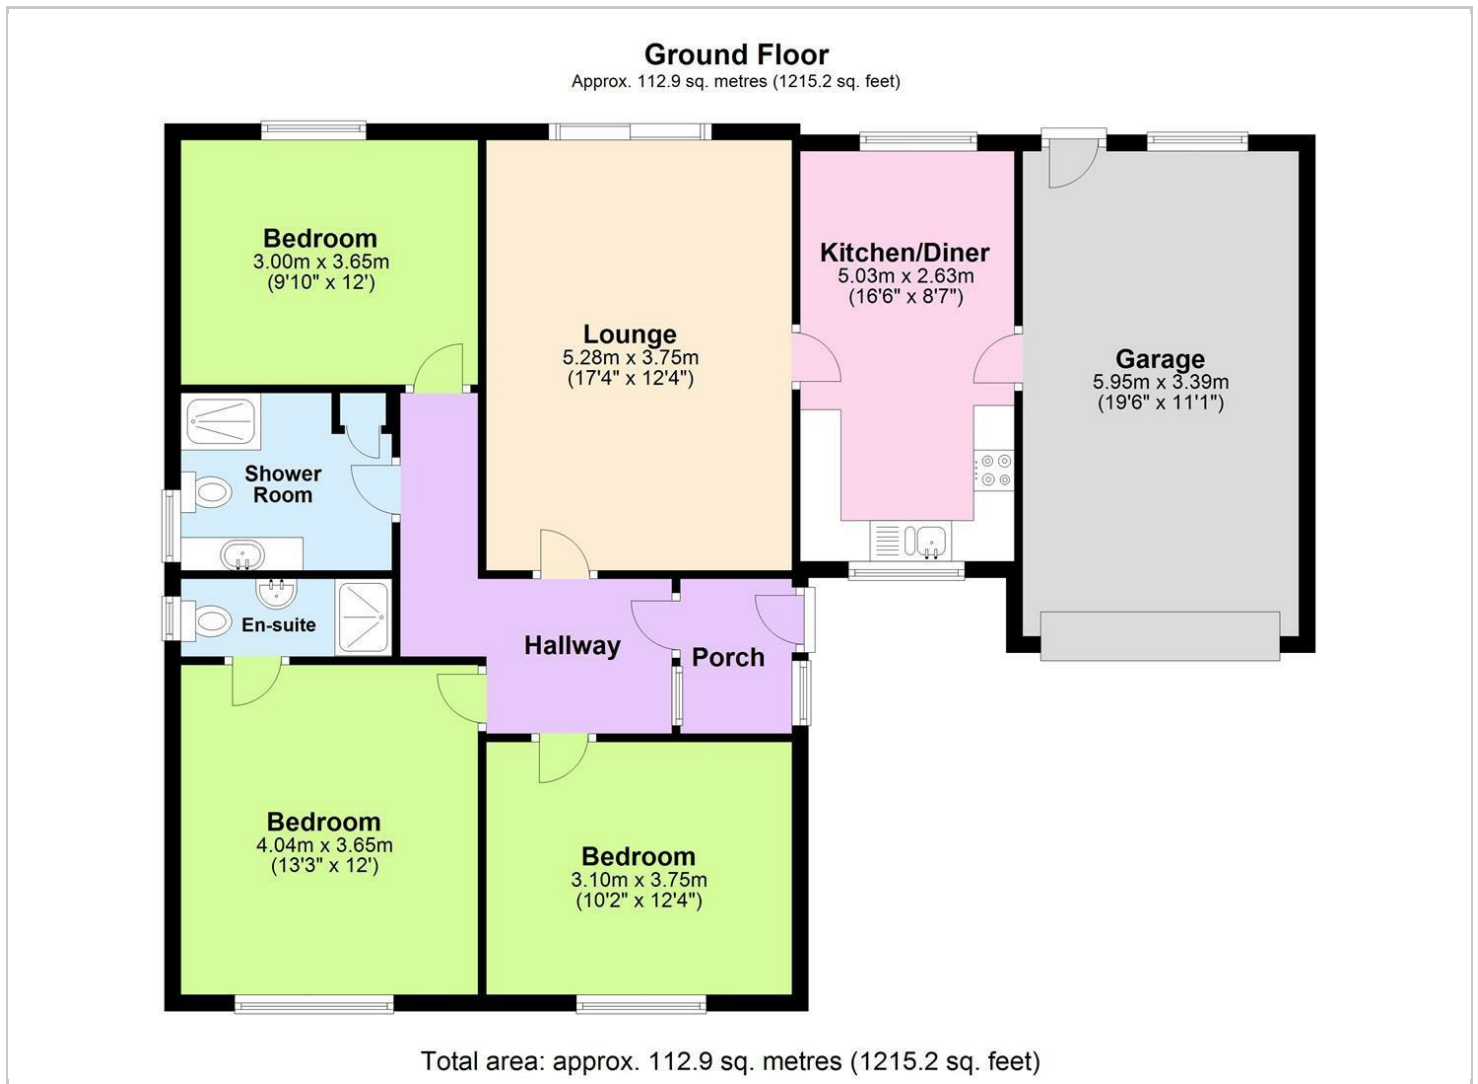 Ground Floor
Approx. 112.9 sq. metres (1215.2 sq. feet)
Bedroom
3.00m x 3.65m
(9'10" x 12')
Lounge
5.28m x 3.75m
(17'4" x 12'4")
Kitchen/Diner
5.03m x 2.63m
(16'6" x 8'7")
Garage
5.95m x 3.39m
(19'6" x 11'1")
Shower
Room
En-suite
Hallway
Porch
Bedroom
4.04m x 3.65m
(13'3" x 12')
Bedroom
3.10m x 3.75m
(10'2" x 12'4")
Total area: approx. 112.9 sq. metres (1215.2 sq. feet)